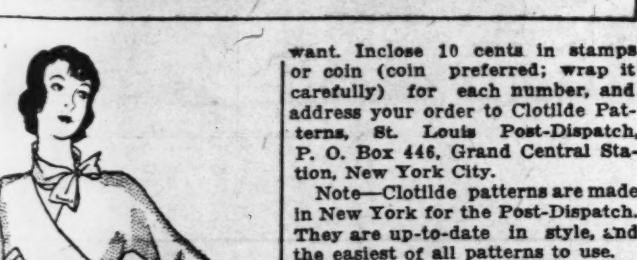 want. Inclose 10 cents in stamps
or coin (coin preferred; wrap it
carefully) for each number, and
address your order to Clotilde Pat-
terns, St. Louis Post-Dispatch,
P. O. Box 446, Grand Central Sta-
tion, New York City.
Note—Clotilde patterns are made
in New York for the Post-Dispatch.
They are up-to-date in style, and
the easiest of all patterns to use.